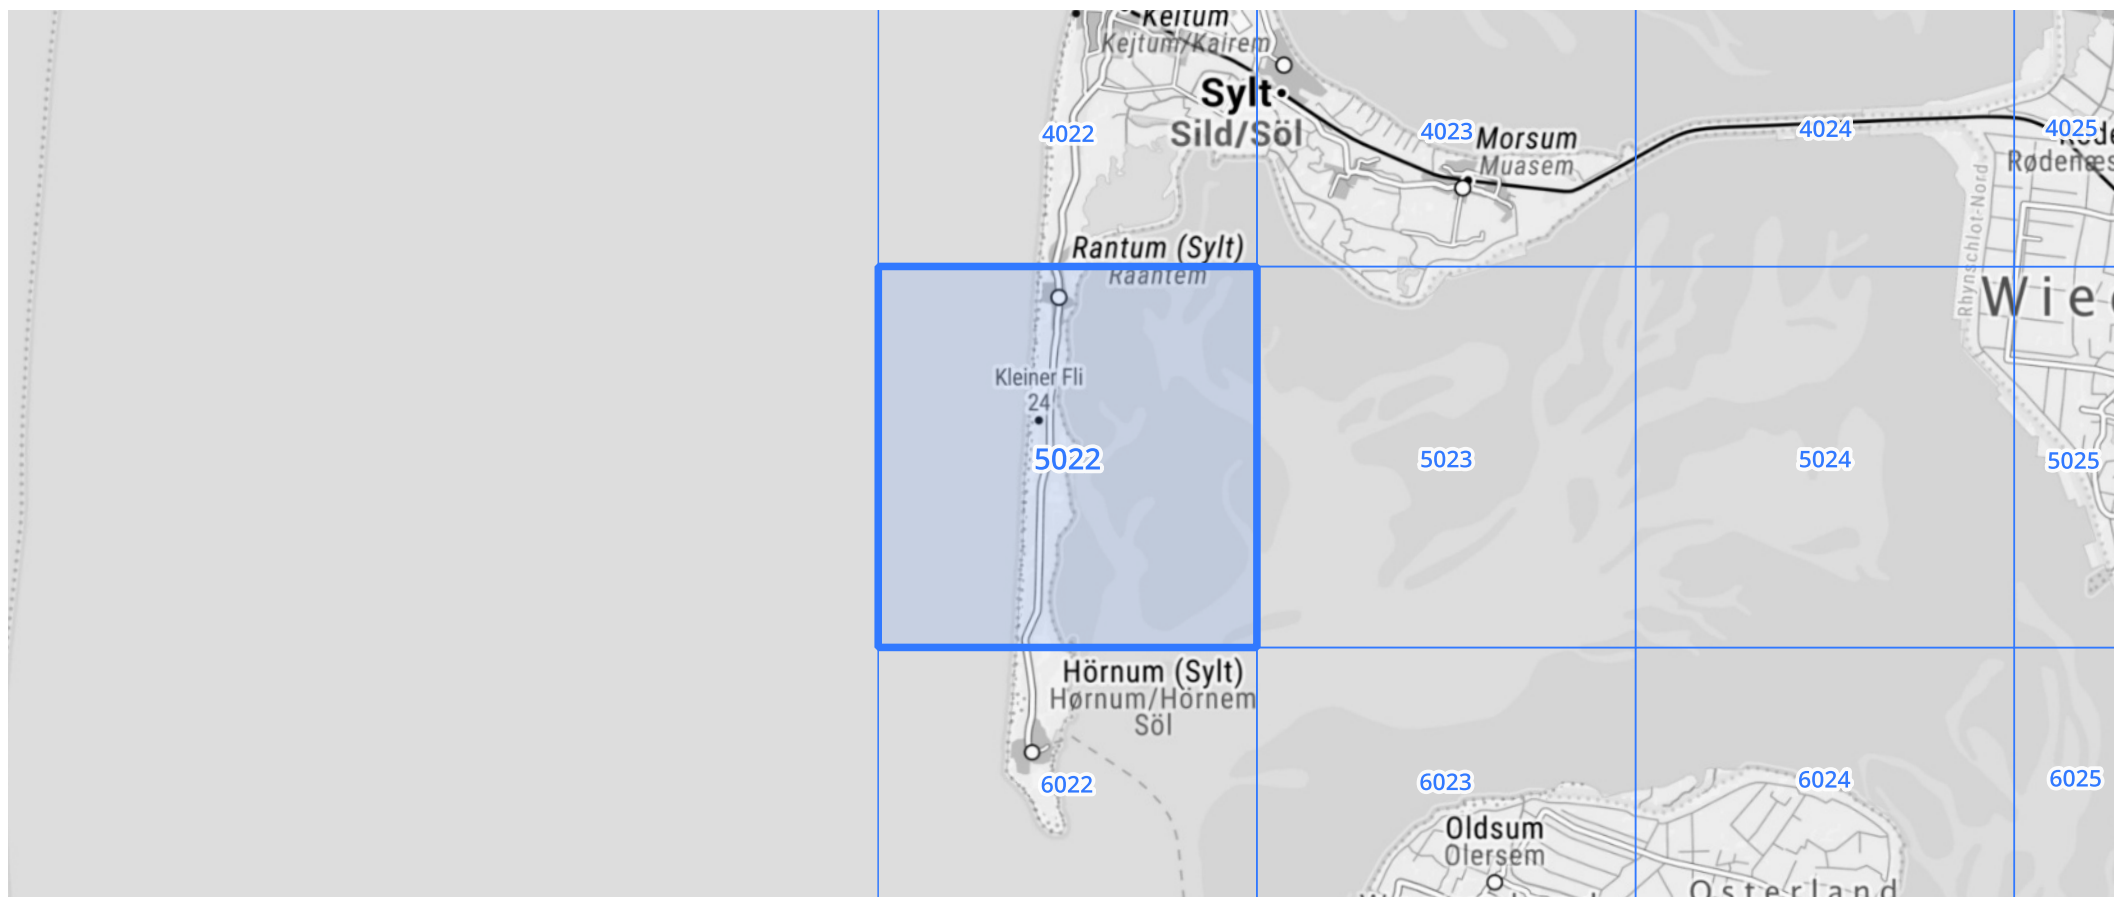 Keitum
Kejtum/Kairem
Sylt
Sild/Söl
4022
4023
Morsum
Muasem
4024
4025
Rødenæs
Rhynschlot-Nord
Rantum (Sylt)
Raantem
Wied
Kleiner Fli
24
5022
5023
5024
5025
Hörnum (Sylt)
Hørnum/Hörnem
Söl
6022
6023
6024
6025
Oldsum
Olersem
Osterland